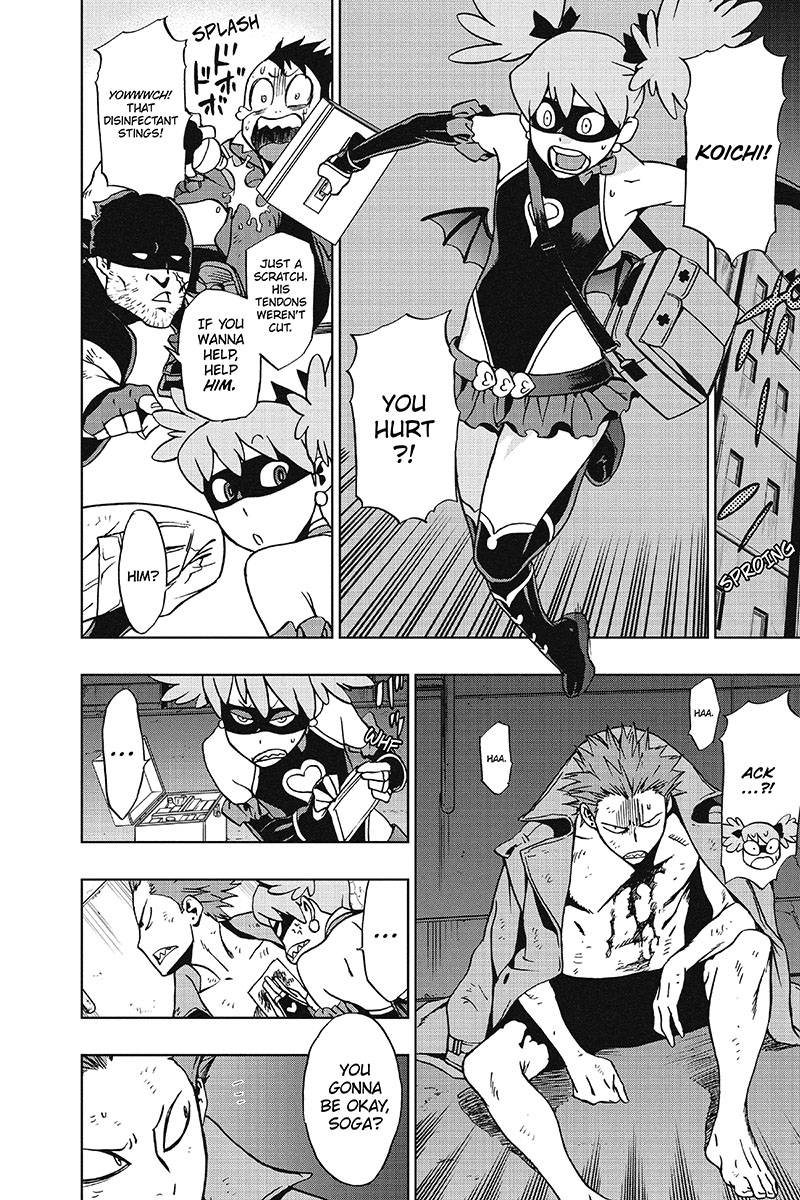 KOICHI!
SPROING
YOU
HURT
?!
SPLASH
ドボ
ドボ
YOWWWCH!
THAT
DISINFECTANT
STINGS!
JUST A
SCRATCH.
HIS
TENDONS
WEREN'T
CUT.
IF YOU
WANNA
HELP,
HELP
HIM.
HIM?
ACK
...?!
HAA.
HAA.
WHF
...
...
YOU
GONNA
BE OKAY,
SOGA?